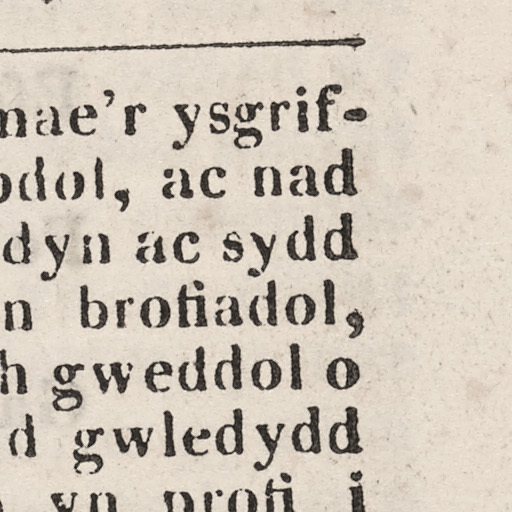 mae'r ysgrif-
odol, ac nad
dyn ac sydd
n brofiadol,
h gweddol o
d gwledydd
yn profi i